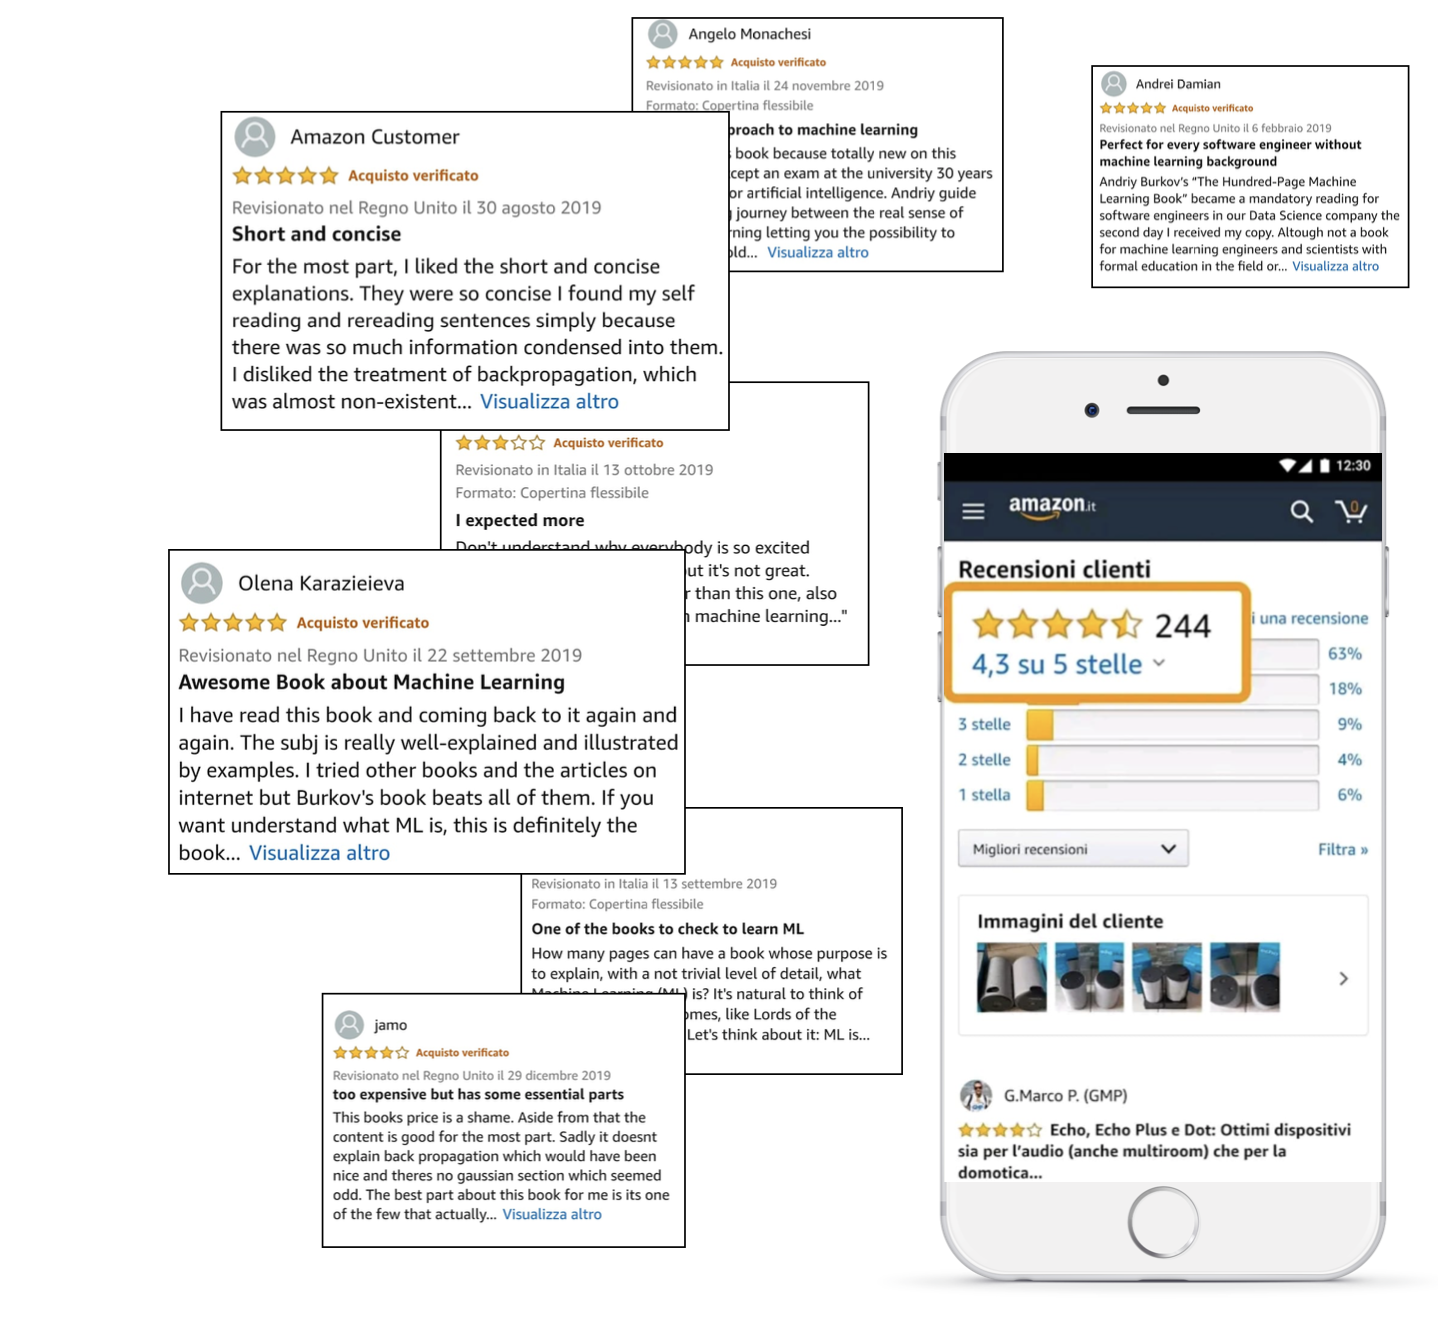 Angelo Monachesi
Acquisto verificato
Revisionato in Italia il 24 novembre 2019
Formato: Copertina flessibile
proach to machine learning
book because totally new on this
cept an exam at the university 30 years
or artificial intelligence. Andriy guide
journey between the real sense of
rning letting you the possibility to
old... Visualizza altro
Andrei Damian
Acquisto verificato
Revisionato nel Regno Unito il 6 febbraio 2019
Perfect for every software engineer without
machine learning background
Andriy Burkov's "The Hundred-Page Machine
Learning Book" became a mandatory reading for
software engineers in our Data Science company the
second day I received my copy. Altough not a book
for machine learning engineers and scientists with
formal education in the field or... Visualizza altro
Amazon Customer
Acquisto verificato
Revisionato nel Regno Unito il 30 agosto 2019
Short and concise
For the most part, I liked the short and concise
explanations. They were so concise I found my self
reading and rereading sentences simply because
there was so much information condensed into them.
I disliked the treatment of backpropagation, which
was almost non-existent... Visualizza altro
Acquisto verificato
Revisionato in Italia il 13 ottobre 2019
Formato: Copertina flessibile
I expected more
Don't understand why everybody is so excited
ut it's not great.
r than this one, also
machine learning..."
Olena Karazieieva
Acquisto verificato
Revisionato nel Regno Unito il 22 settembre 2019
Awesome Book about Machine Learning
I have read this book and coming back to it again and
again. The subj is really well-explained and illustrated
by examples. I tried other books and the articles on
internet but Burkov's book beats all of them. If you
want understand what ML is, this is definitely the
book... Visualizza altro
Revisionato in Italia il 13 settembre 2019
Formato: Copertina flessibile
One of the books to check to learn ML
How many pages can have a book whose purpose is
to explain, with a not trivial level of detail, what
Machine Learning (ML) is? It's natural to think of
omes, like Lords of the
Let's think about it: ML is...
jamo
Acquisto verificato
Revisionato nel Regno Unito il 29 dicembre 2019
too expensive but has some essential parts
This books price is a shame. Aside from that the
content is good for the most part. Sadly it doesnt
explain back propagation which would have been
nice and theres no gaussian section which seemed
odd. The best part about this book for me is its one
of the few that actually... Visualizza altro
12:30
amazon.it
0
Recensioni clienti
244
i una recensione
4,3 su 5 stelle
63%
18%
3 stelle 9%
2 stelle 4%
1 stella 6%
Migliori recensioni
Filtra »
Immagini del cliente
G.Marco P. (GMP)
Echo, Echo Plus e Dot: Ottimi dispositivi
sia per l'audio (anche multiroom) che per la
domotica...